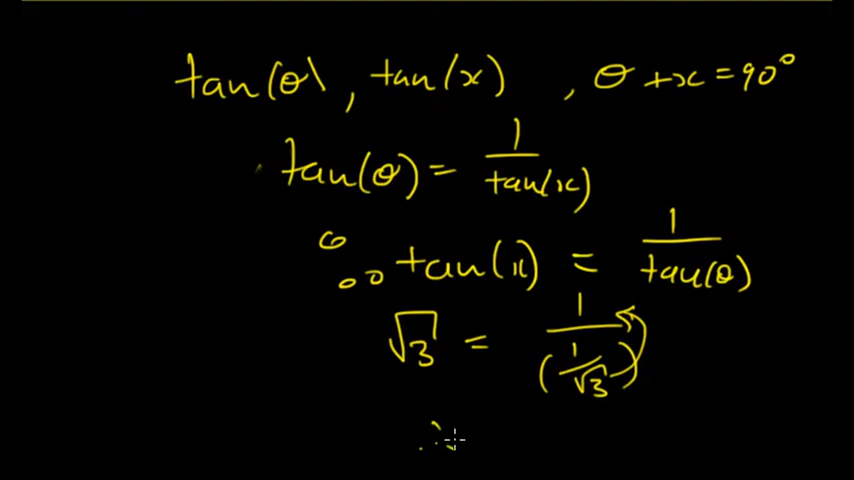 tan(θ) , tan(x) , θ + x = 90°
tan(θ) = 1/tan(x)
∴ tan(x) = 1/tan(θ)
√3 = 1/(1/√3)
∴